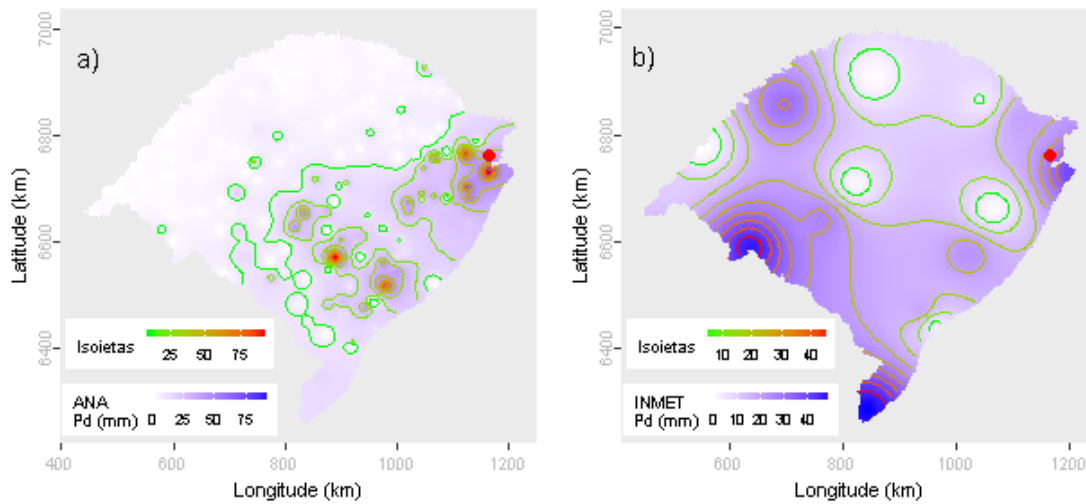 a)
7000
6800
6600
6400
Latitude (km)
Isoietas
25 50 75
ANA
Pd (mm)
0 25 50 75
400 600 800 1000 1200
Longitude (km)
b)
7000
6800
6600
6400
Latitude (km)
Isoietas
10 20 30 40
INMET
Pd (mm)
0 10 20 30 40
600 800 1000 1200
Longitude (km)